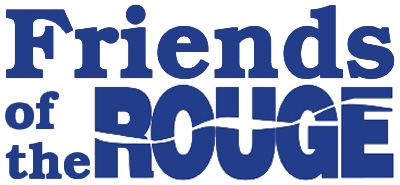 Friends
of
the ROUGE